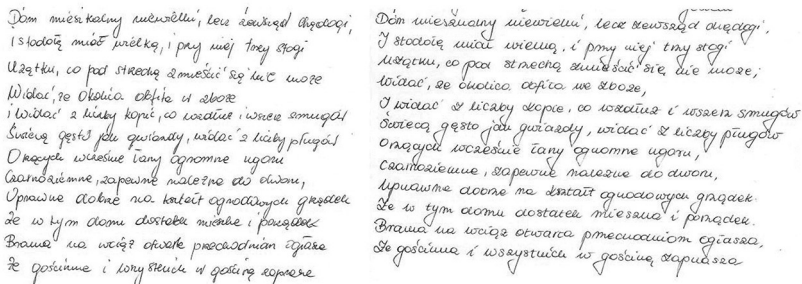 Dom mieszkalny niewielki, lecz zewsząd chędogi,
I stodołę miał wielką, i przy niej trzy stogi
Użątku, co pod strzechą zmieścić się nie może
Widać, że okolica obfita w zboże
i widać z liczby kopic, co wzdłuż i wszerz smugów
Świecą gęsto jak gwiazdy, widać z liczby pługów
Orzących wcześnie łany ogromne ugoru
Czarnoziemne, zapewne należne do dworu,
Uprawne dobrze na kształt ogrodowych grządek
Że w tym domu dostatek mieszka i porządek
Brama na wciąż otwarta przechodniom ogłasza
Że gościnna i wszystkich w gościnę zaprasza
Dom mieszkalny niewielki, lecz zewsząd chędogi,
I stodołę miał wielką, i przy niej trzy stogi
Użątku, co pod strzechą zmieścić się nie może;
Widać, że okolica obfita we zboże,
I widać z liczby kopic, co wzdłuż i wszerz smugów
Świecą gęsto jak gwiazdy, widać z liczby pługów
Orzących wcześnie łany ogromne ugoru,
Czarnoziemne, zapewne należne do dworu,
Uprawne dobrze na kształt ogrodowych grządek.
Że w tym domu dostatek mieszka i porządek.
Brama na wciąż otwarta przechodniom ogłasza,
Że gościnna i wszystkich w gościnę zaprasza